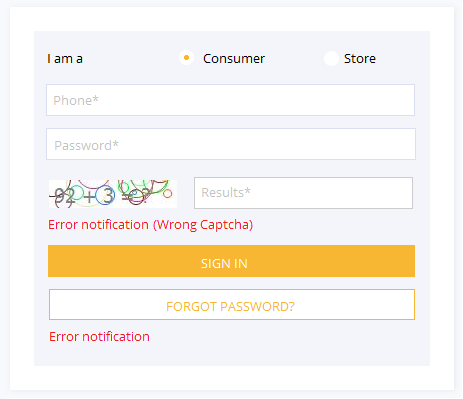 I am a Consumer Store
Phone*
Password*
92 + 3 =? Results*
Error notification (Wrong Captcha)
SIGN IN
FORGOT PASSWORD?
Error notification